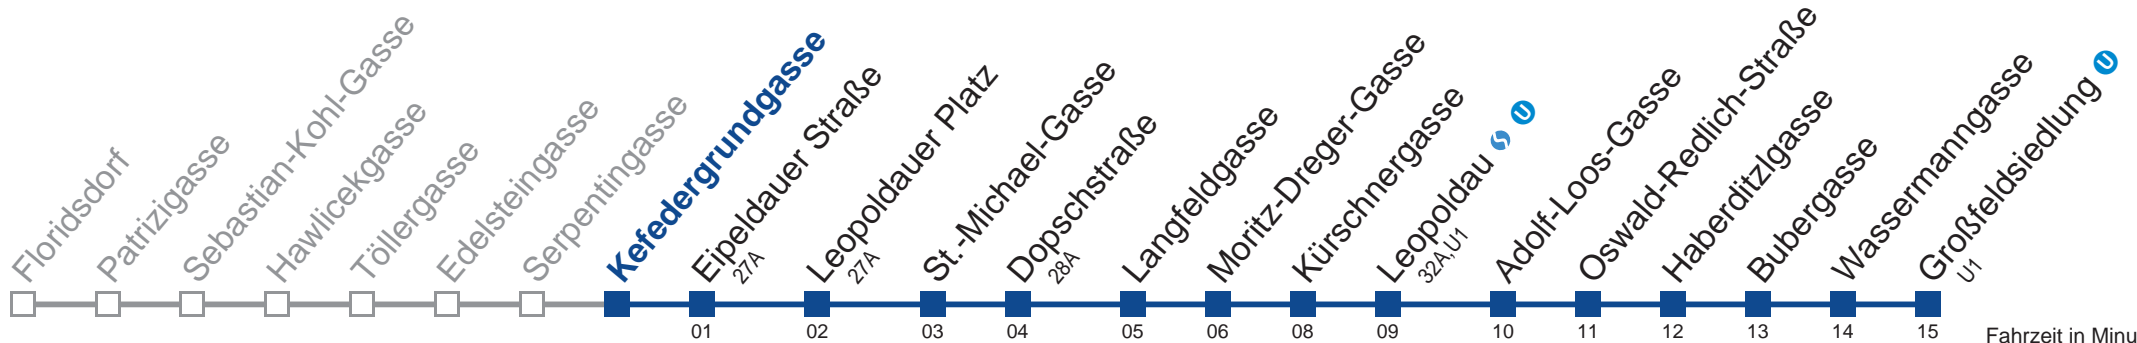 Floridsdorf
Patrizigasse
Sebastian-Kohl-Gasse
Hawlicekgasse
Töllergasse
Edelsteingasse
Serpentingasse
Kefedergrundgasse
Eipeldauer Straße
27A
Leopoldauer Platz
27A
St.-Michael-Gasse
Dopschstraße
28A
Langfeldgasse
Moritz-Dreger-Gasse
Kürschnergasse
Leopoldau U
32A,U1
Adolf-Loos-Gasse
Oswald-Redlich-Straße
Haberditzlgasse
Bubergasse
Wassermanngasse
Großfeldsiedlung U
U1
01 02 03 04 05 06 08 09 10 11 12 13 14 15 Fahrzeit in Minu